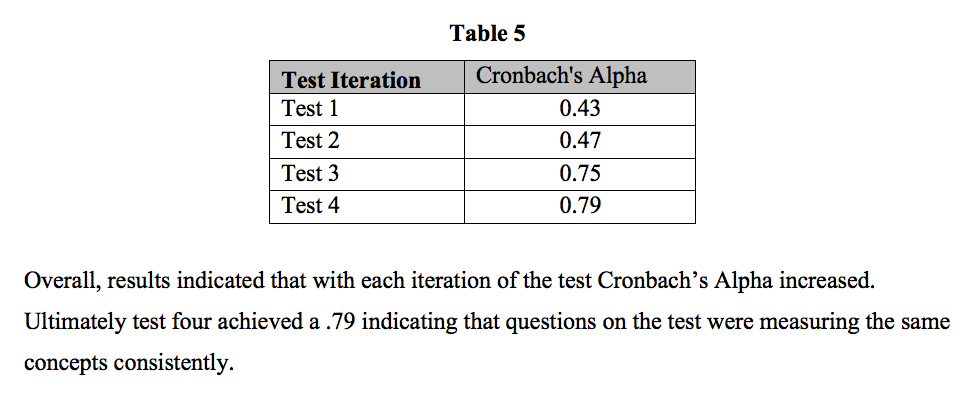 Table 5
Test Iteration Cronbach's Alpha
Test 1 0.43
Test 2 0.47
Test 3 0.75
Test 4 0.79
Overall, results indicated that with each iteration of the test Cronbach’s Alpha increased.
Ultimately test four achieved a .79 indicating that questions on the test were measuring the same
concepts consistently.